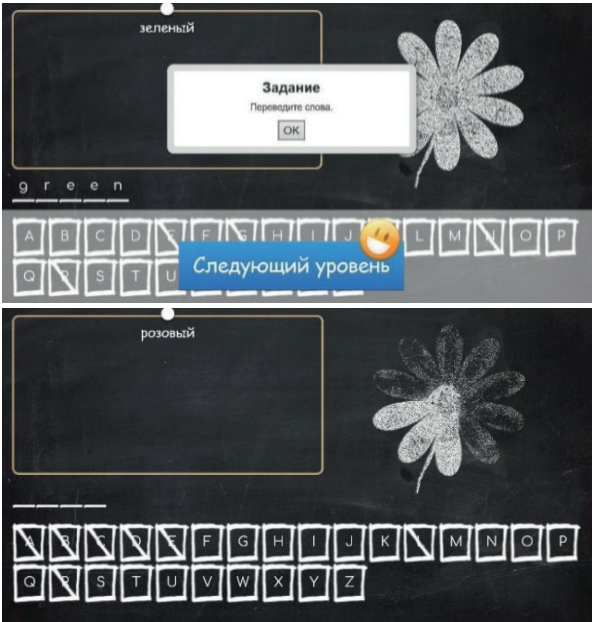 зеленый
Задание
Переведите слова.
OK
g r e e n
A B C D E F G H I J L M N O P
Q R S T U
Следующий уровень
розовый
A B C D E F G H I J K L M N O P
Q R S T U V W X Y Z